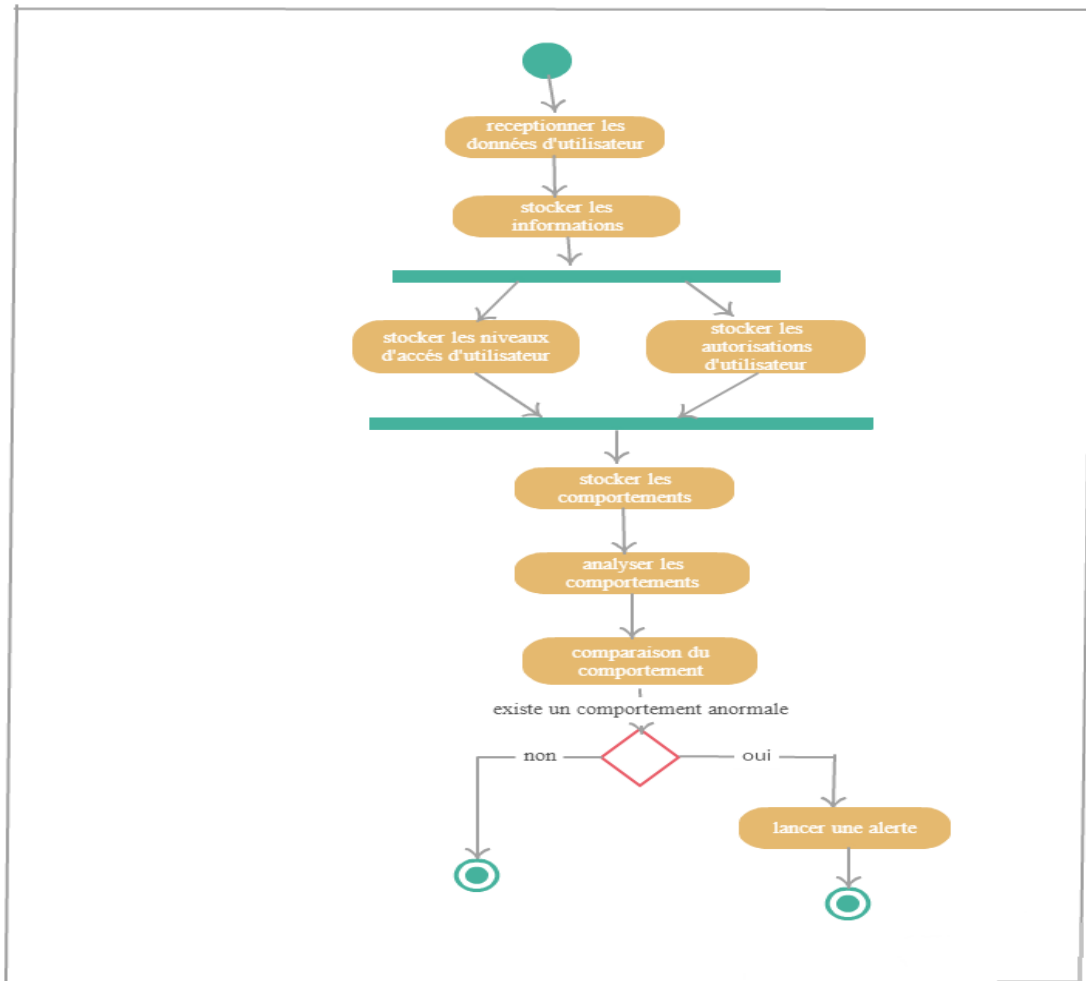 receptionner les
données d'utilisateur
stocker les
informations
stocker les niveaux
d'accés d'utilisateur
stocker les
autorisations
d'utilisateur
stocker les
comportements
analyser les
comportements
comparaison du
comportement
existe un comportement anormale
non
oui
lancer une alerte